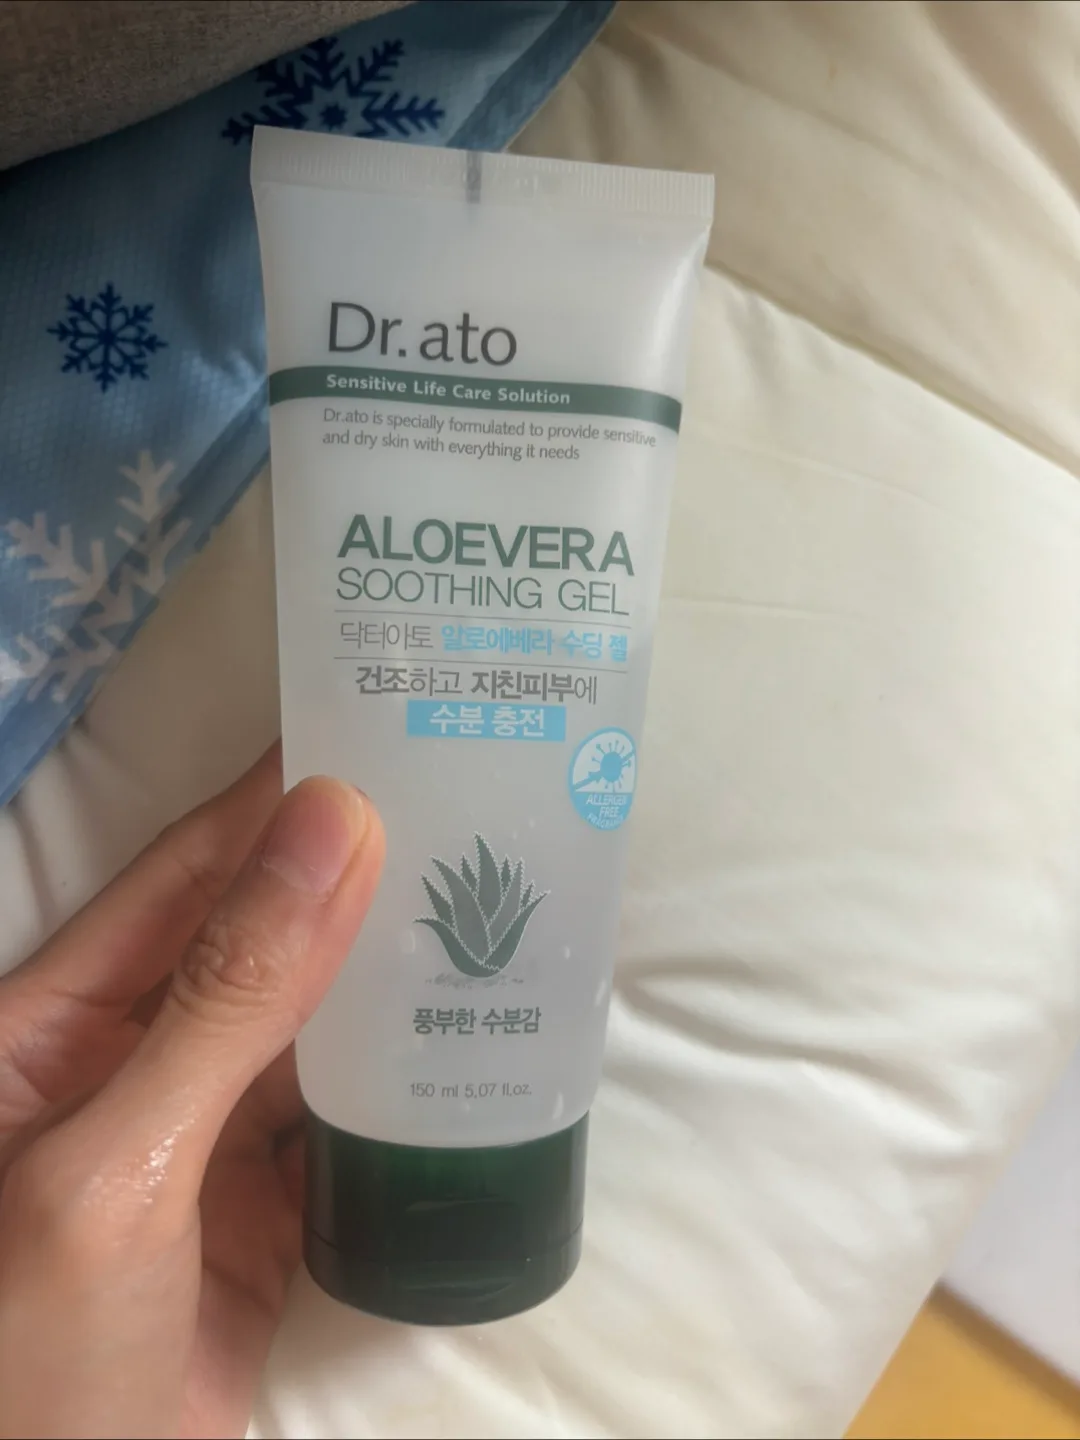 Dr.ato
Sensitive Life Care Solution
Dr.ato is specially formulated to provide sensitive
and dry skin with everything it needs
ALOEVERA
SOOTHING GEL
닥터아토 알로에베라 수딩 젤
건조하고 지친피부에
수분 충전
ALLERGEN
FREE
FRAGRANCE
풍부한 수분감
150 ml 5.07 fl.oz.